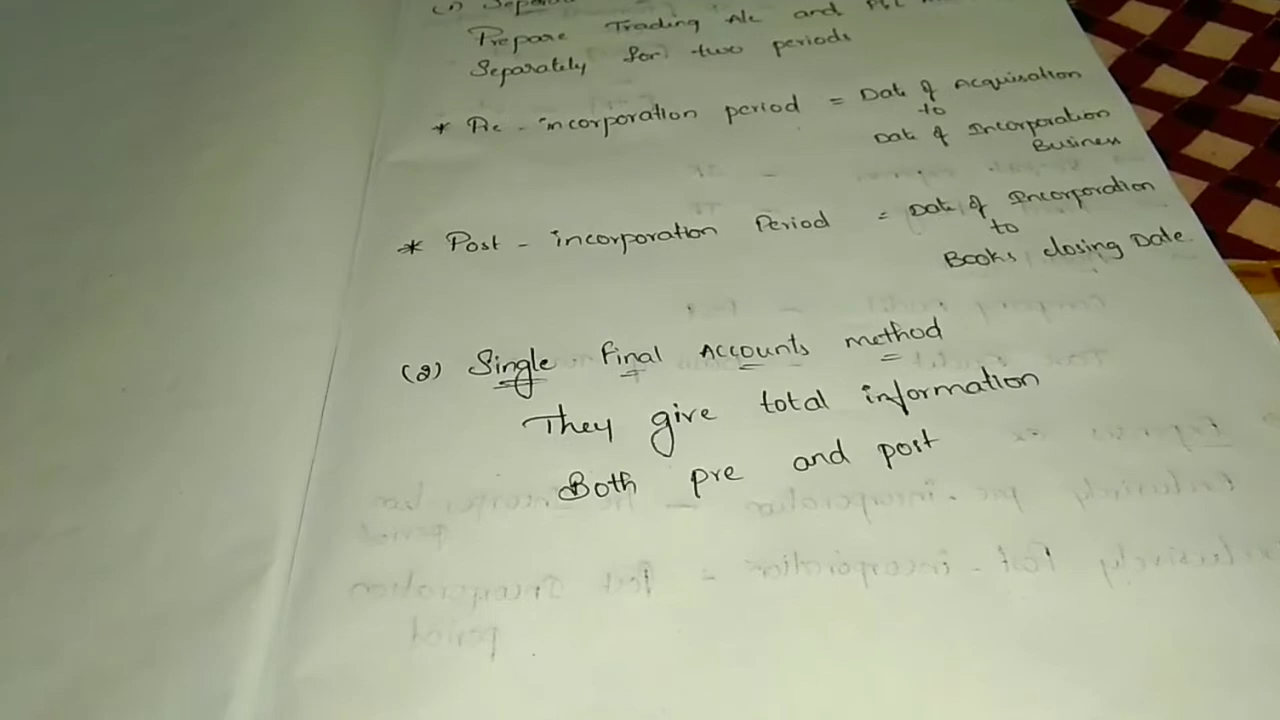 (1)
Prepare Trading A/c and P&L
Separately for two periods
* Pre - incorporation period = Date of Acquisation
to
Date of Incorporation
Business
* Post - incorporation Period = Date of Incorporation
to
Books closing Date
(2) Single Final Accounts method
They give total information
Both pre and post